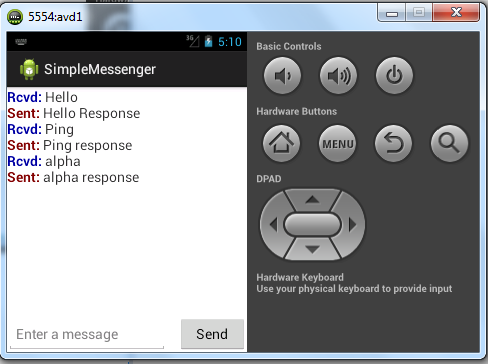 5554:avd1
3G 5:10
SimpleMessenger
Rcvd: Hello
Sent: Hello Response
Rcvd: Ping
Sent: Ping response
Rcvd: alpha
Sent: alpha response
Enter a message
Send
Basic Controls
Hardware Buttons
MENU
DPAD
Hardware Keyboard
Use your physical keyboard to provide input